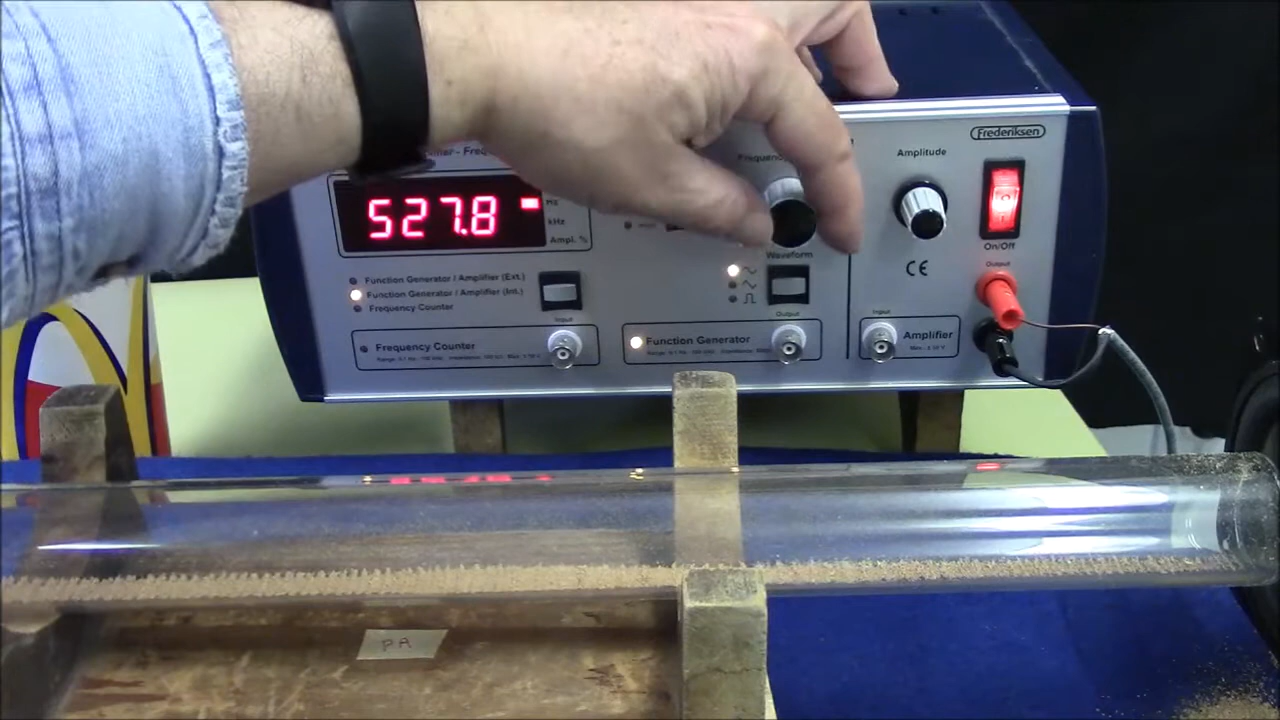 Frederiksen
Amplitude
527.8
Hz
kHz
Ampl. %
On/Off
Waveform
Output
Function Generator / Amplifier (Ext.)
Function Generator / Amplifier (Int.)
Frequency Counter
Input
Output
Input
Frequency Counter
Function Generator
Amplifier
CE
PA